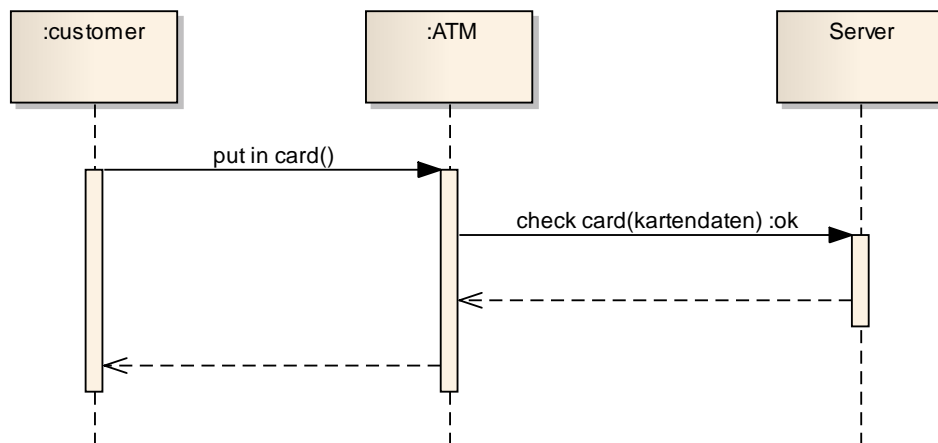 :customer
:ATM
Server
put in card()
check card(kartendaten) :ok